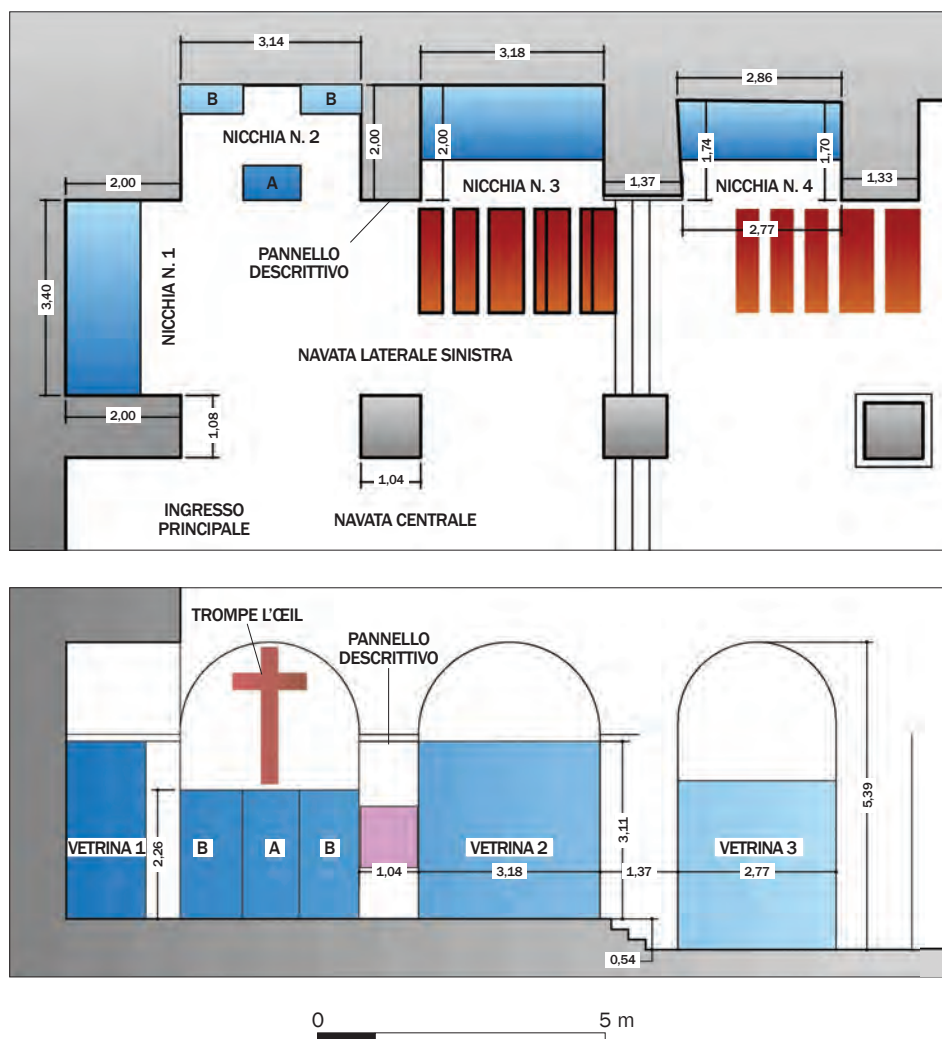 3,14
3,18
2,86
B
B
NICCHIA N. 2
2,00
2,00
1,74
1,70
A
2,00
NICCHIA N. 3
1,37
NICCHIA N. 4
1,33
2,77
PANNELLO
DESCRITTIVO
NICCHIA N. 1
3,40
NAVATA LATERALE SINISTRA
2,00
1,08
1,04
INGRESSO
PRINCIPALE
NAVATA CENTRALE
TROMPE L'ŒIL
PANNELLO
DESCRITTIVO
5,39
3,11
VETRINA 1
2,26
B
A
B
VETRINA 2
VETRINA 3
1,04
3,18
1,37
2,77
0,54
0
5 m